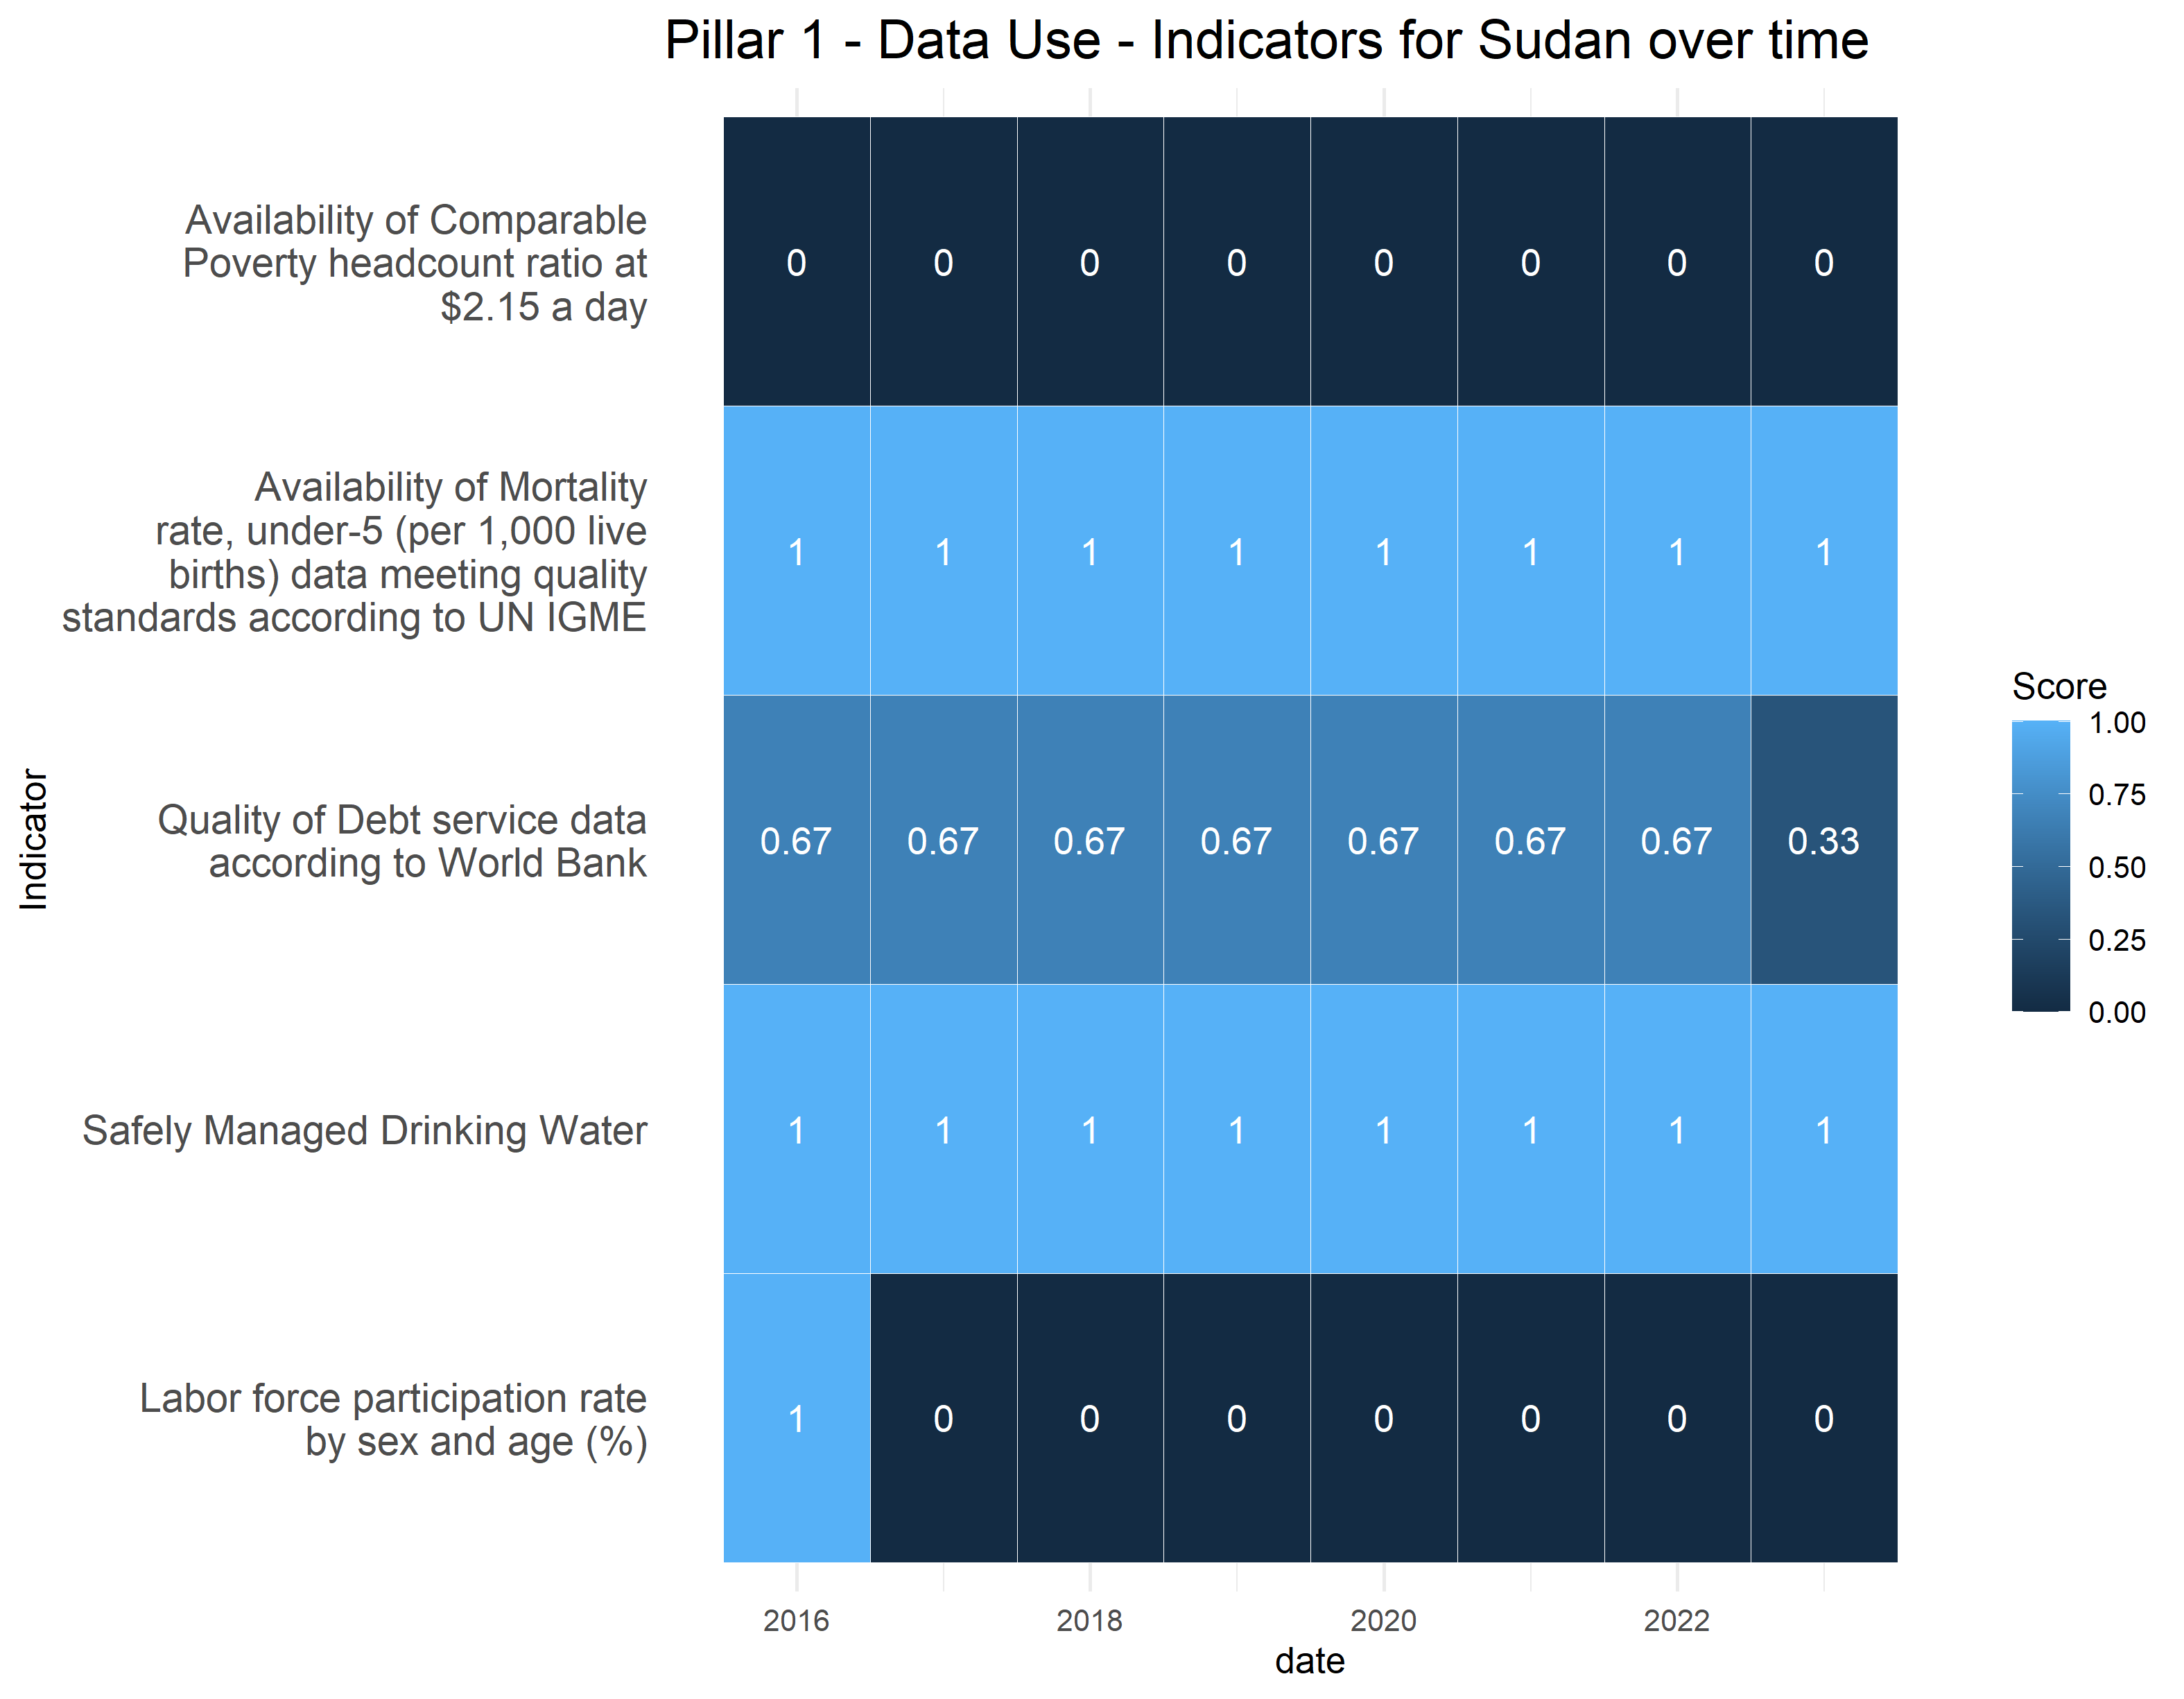 Pillar 1 - Data Use - Indicators for Sudan over time
Indicator
Availability of Comparable
Poverty headcount ratio at
$2.15 a day
0 0 0 0 0 0 0 0
Availability of Mortality
rate, under-5 (per 1,000 live
births) data meeting quality
standards according to UN IGME
1 1 1 1 1 1 1 1
Quality of Debt service data
according to World Bank
0.67 0.67 0.67 0.67 0.67 0.67 0.67 0.33
Safely Managed Drinking Water
1 1 1 1 1 1 1 1
Labor force participation rate
by sex and age (%)
1 0 0 0 0 0 0 0
2016 2018 2020 2022
date
Score
1.00
0.75
0.50
0.25
0.00